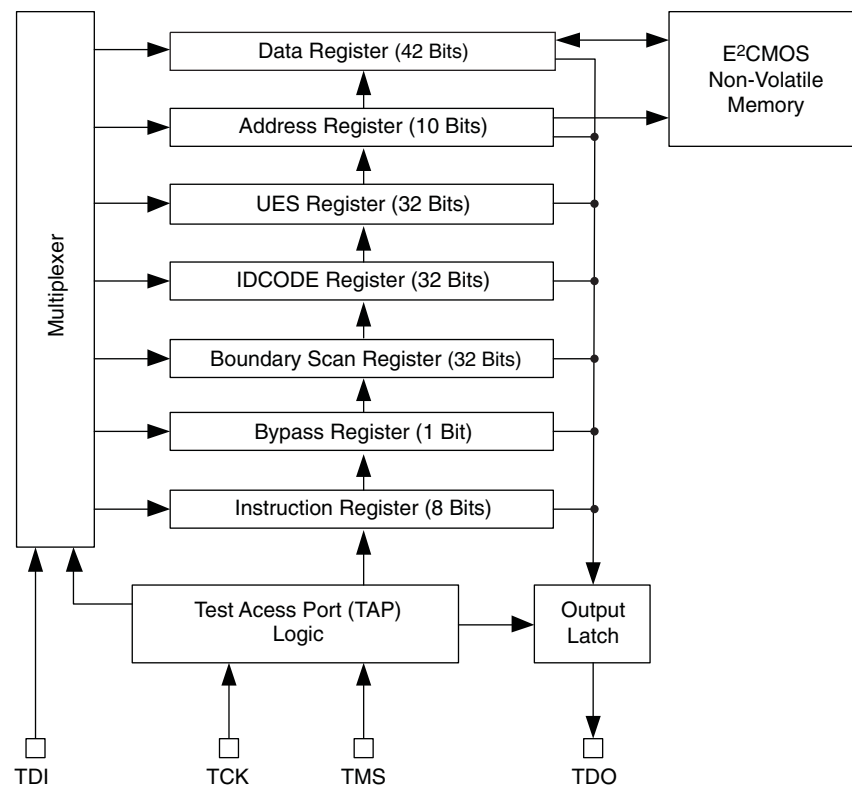 Data Register (42 Bits)
E²CMOS
Non-Volatile
Memory
Address Register (10 Bits)
UES Register (32 Bits)
IDCODE Register (32 Bits)
Multiplexer
Boundary Scan Register (32 Bits)
Bypass Register (1 Bit)
Instruction Register (8 Bits)
Test Acess Port (TAP)
Logic
Output
Latch
TDI
TCK
TMS
TDO